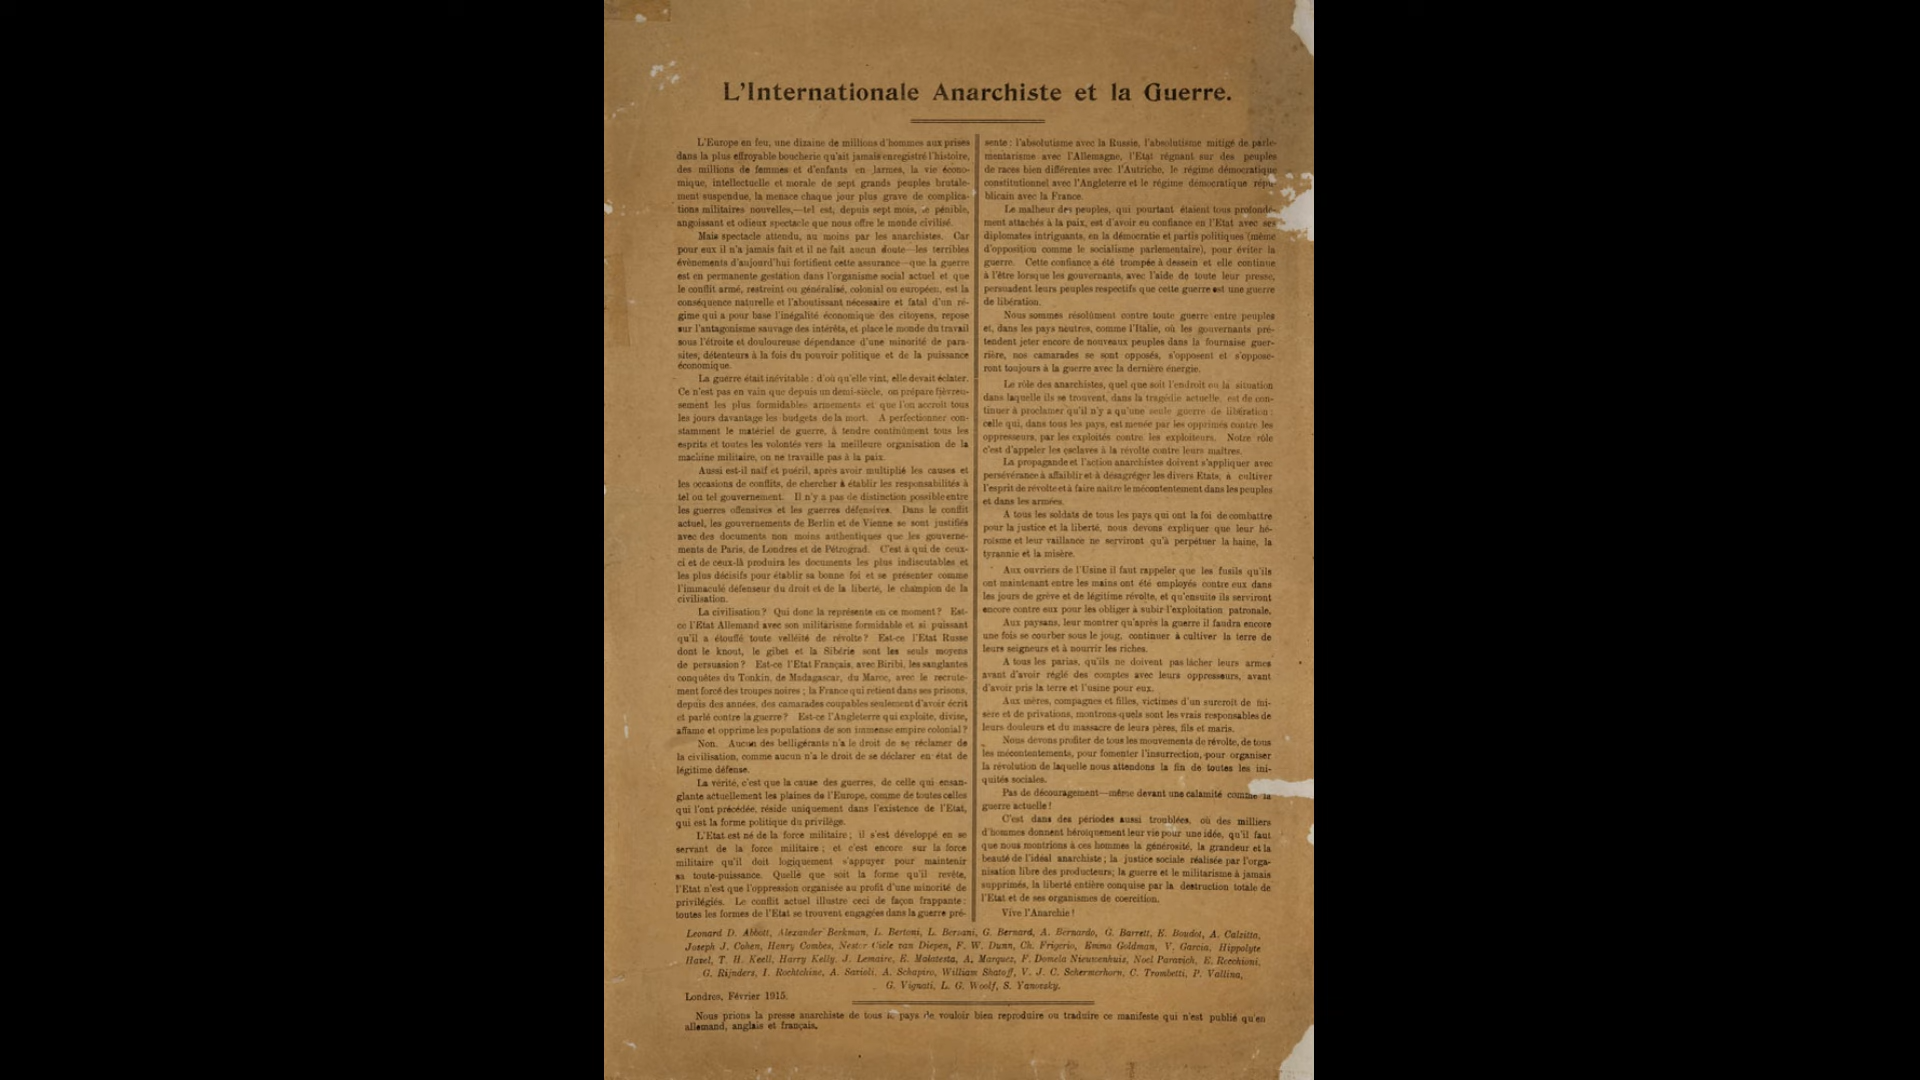 L'Internationale Anarchiste et la Guerre.
L'Europe en feu, une dizaine de millions d'hommes aux prises
dans la plus effroyable boucherie qu'ait jamais enregistré l'histoire,
des millions de femmes et d'enfants en larmes, la vie écono-
mique, intellectuelle et morale de sept grands peuples brutale-
ment suspendue, la menace chaque jour plus grave de complica-
tions militaires nouvelles,—tel est, depuis sept mois, le pénible,
angoissant et odieux spectacle que nous offre le monde civilisé.
Mais spectacle attendu, au moins par les anarchistes. Car
pour eux il n'a jamais fait et il ne fait aucun doute—les terribles
évènements d'aujourd'hui fortifient cette assurance—que la guerre
est en permanente gestation dans l'organisme social actuel et que
le conflit armé, restreint ou généralisé, colonial ou européen, est la
conséquence naturelle et l'aboutissant nécessaire et fatal d'un ré-
gime qui a pour base l'inégalité économique des citoyens, repose
sur l'antagonisme sauvage des intérêts, et place le monde du travail
sous l'étroite et douloureuse dépendance d'une minorité de para-
sites, détenteurs à la fois du pouvoir politique et de la puissance
économique.
La guerre était inévitable : d'où qu'elle vint, elle devait éclater.
Ce n'est pas en vain que depuis un demi-siècle, on prépare fièvreu-
sement les plus formidables armements et que l'on accroit tous
les jours davantage les budgets de la mort. A perfectionner con-
stamment le matériel de guerre, à tendre continûment tous les
esprits et toutes les volontés vers la meilleure organisation de la
machine militaire, on ne travaille pas à la paix.
Aussi est-il naïf et puéril, après avoir multiplié les causes et
les occasions de conflits, de chercher à établir les responsabilités à
tel ou tel gouvernement. Il n'y a pas de distinction possible entre
les guerres offensives et les guerres défensives. Dans le conflit
actuel, les gouvernements de Berlin et de Vienne se sont justifiés
avec des documents non moins authentiques que les gouverne-
ments de Paris, de Londres et de Pétrograd. C'est à qui de ceux-
ci et de ceux-là produira les documents les plus indiscutables et
les plus décisifs pour établir sa bonne foi et se présenter comme
l'immaculé défenseur du droit et de la liberté, le champion de la
civilisation.
La civilisation ? Qui donc la représente en ce moment ? Est-
ce l'Etat Allemand avec son militarisme formidable et si puissant
qu'il a étouffé toute velléité de révolte ? Est-ce l'Etat Russe
dont le knout, le gibet et la Sibérie sont les seuls moyens
de persuasion ? Est-ce l'Etat Français, avec Biribi, les sanglantes
conquêtes du Tonkin, de Madagascar, du Maroc, avec le recrute-
ment forcé des troupes noires ; la France qui retient dans ses prisons,
depuis des années, des camarades coupables seulement d'avoir écrit
et parlé contre la guerre ? Est-ce l'Angleterre qui exploite, divise,
affame et opprime les populations de son immense empire colonial ?
Non. Aucun des belligérants n'a le droit de se réclamer de
la civilisation, comme aucun n'a le droit de se déclarer en état de
légitime défense.
La vérité, c'est que la cause des guerres, de celle qui ensan-
glante actuellement les plaines de l'Europe, comme de toutes celles
qui l'ont précédée, réside uniquement dans l'existence de l'Etat,
qui est la forme politique du privilège.
L'Etat est né de la force militaire ; il s'est développé en se
servant de la force militaire ; et c'est encore sur la force
militaire qu'il doit logiquement s'appuyer pour maintenir
sa toute-puissance. Quelle que soit la forme qu'il revête,
l'Etat n'est que l'oppression organisée au profit d'une minorité de
privilégiés. Le conflit actuel illustre ceci de façon frappante :
toutes les formes de l'Etat se trouvent engagées dans la guerre pré-
sente : l'absolutisme avec la Russie, l'absolutisme mitigé de parle-
mentarisme avec l'Allemagne, l'Etat régnant sur des peuples
de races bien différentes avec l'Autriche, le régime démocratique
constitutionnel avec l'Angleterre et le régime démocratique répu-
blicain avec la France.
Le malheur des peuples, qui pourtant étaient tous profondé-
ment attachés à la paix, est d'avoir eu confiance en l'Etat avec ses
diplomates intriguants, en la démocratie et partis politiques (même
d'opposition comme le socialisme parlementaire), pour éviter la
guerre. Cette confiance a été trompée à dessein et elle continue
à l'être lorsque les gouvernants, avec l'aide de toute leur presse,
persuadent leurs peuples respectifs que cette guerre est une guerre
de libération.
Nous sommes résolûment contre toute guerre entre peuples
et, dans les pays neutres, comme l'Italie, où les gouvernants pré-
tendent jeter encore de nouveaux peuples dans la fournaise guer-
rière, nos camarades se sont opposés, s'opposent et s'oppose-
ront toujours à la guerre avec la dernière énergie.
Le rôle des anarchistes, quel que soit l'endroit ou la situation
dans laquelle ils se trouvent, dans la tragédie actuelle, est de con-
tinuer à proclamer qu'il n'y a qu'une seule guerre de libération :
celle qui, dans tous les pays, est menée par les opprimés contre les
oppresseurs, par les exploités contre les exploiteurs. Notre rôle
c'est d'appeler les esclaves à la révolte contre leurs maîtres.
La propagande et l'action anarchistes doivent s'appliquer avec
persévérance à affaiblir et à désagréger les divers Etats, à cultiver
l'esprit de révolte et à faire naître le mécontentement dans les peuples
et dans les armées.
A tous les soldats de tous les pays qui ont la foi de combattre
pour la justice et la liberté, nous devons expliquer que leur hé-
roïsme et leur vaillance ne serviront qu'à perpétuer la haine, la
tyrannie et la misère.
Aux ouvriers de l'Usine il faut rappeler que les fusils qu'ils
ont maintenant entre les mains ont été employés contre eux dans
les jours de grève et de légitime révolte, et qu'ensuite ils serviront
encore contre eux pour les obliger à subir l'exploitation patronale.
Aux paysans, leur montrer qu'après la guerre il faudra encore
une fois se courber sous le joug, continuer à cultiver la terre de
leurs seigneurs et à nourrir les riches.
A tous les parias, qu'ils ne doivent pas lâcher leurs armes
avant d'avoir réglé des comptes avec leurs oppresseurs, avant
d'avoir pris la terre et l'usine pour eux.
Aux mères, compagnes et filles, victimes d'un surcroit de mi-
sère et de privations, montrons quels sont les vrais responsables de
leurs douleurs et du massacre de leurs pères, fils et maris.
Nous devons profiter de tous les mouvements de révolte, de tous
les mécontentements, pour fomenter l'insurrection, pour organiser
la révolution de laquelle nous attendons la fin de toutes les ini-
quités sociales.
Pas de découragement—même devant une calamité comme la
guerre actuelle !
C'est dans des périodes aussi troublées, où des milliers
d'hommes donnent héroïquement leur vie pour une idée, qu'il faut
que nous montrions à ces hommes la générosité, la grandeur et la
beauté de l'idéal anarchiste ; la justice sociale réalisée par l'orga-
nisation libre des producteurs; la guerre et le militarisme à jamais
supprimés, la liberté entière conquise par la destruction totale de
l'Etat et de ses organismes de coercition.
Vive l'Anarchie !
Leonard D. Abbott, Alexander Berkman, L. Bertoni, L. Bersani, G. Bernard, A. Bernardo, G. Barrett, E. Boudot, A. Calzitta,
Joseph J. Cohen, Henry Combes, Nestor Ciele van Diepen, F. W. Dunn, Ch. Frigerio, Emma Goldman, V. Garcia, Hippolyte
Havel, T. H. Keell, Harry Kelly, J. Lemaire, E. Malatesta, A. Marquez, F. Domela Nieuwenhuis, Noel Paravich, E. Recchioni,
G. Rijnders, I. Rochtchine, A. Savioli, A. Schapiro, William Shatoff, V. J. C. Schermerhorn, C. Trombetti, P. Vallina,
G. Vignati, L. G. Woolf, S. Yanovsky.
Londres, Février 1915.
Nous prions la presse anarchiste de tous le pays de vouloir bien reproduire ou traduire ce manifeste qui n'est publié qu'en
allemand, anglais et français.